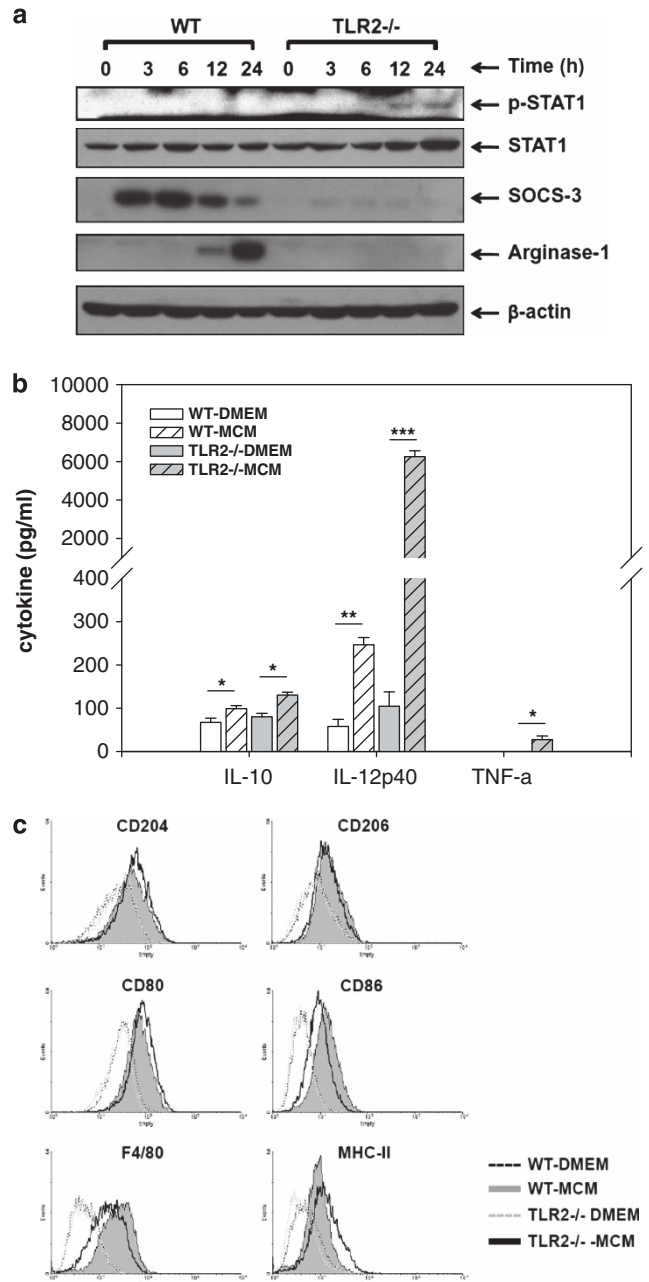 a
WT TLR2-/-
0 3 6 12 24 0 3 6 12 24 Time (h)
p-STAT1
STAT1
SOCS-3
Arginase-1
β-actin
b
10000
8000
6000
4000
2000
400
300
200
100
0
cytokine (pg/ml)
WT-DMEM
WT-MCM
TLR2-/-DMEM
TLR2-/-MCM
* * ** *** *
IL-10 IL-12p40 TNF-a
c
CD204 CD206
CD80 CD86
F4/80 MHC-II
WT-DMEM
WT-MCM
TLR2-/- DMEM
TLR2-/- -MCM